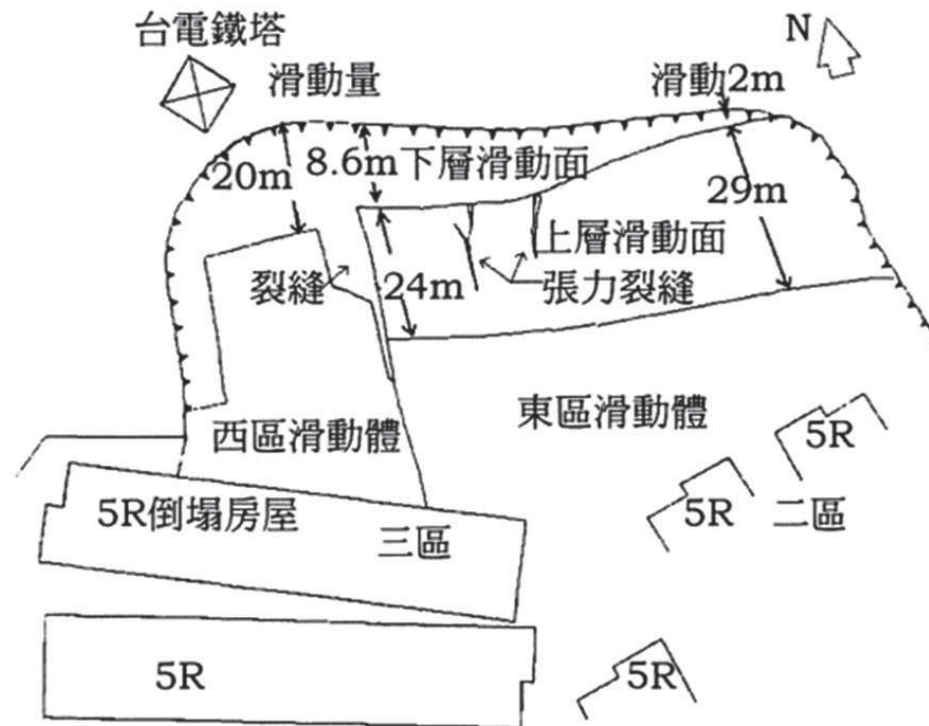 台電鐵塔
N
滑動量
滑動2m
20m
8.6m下層滑動面
29m
上層滑動面
裂縫
24m
張力裂縫
東區滑動體
西區滑動體
5R
5R倒塌房屋
5R
二區
三區
5R
5R